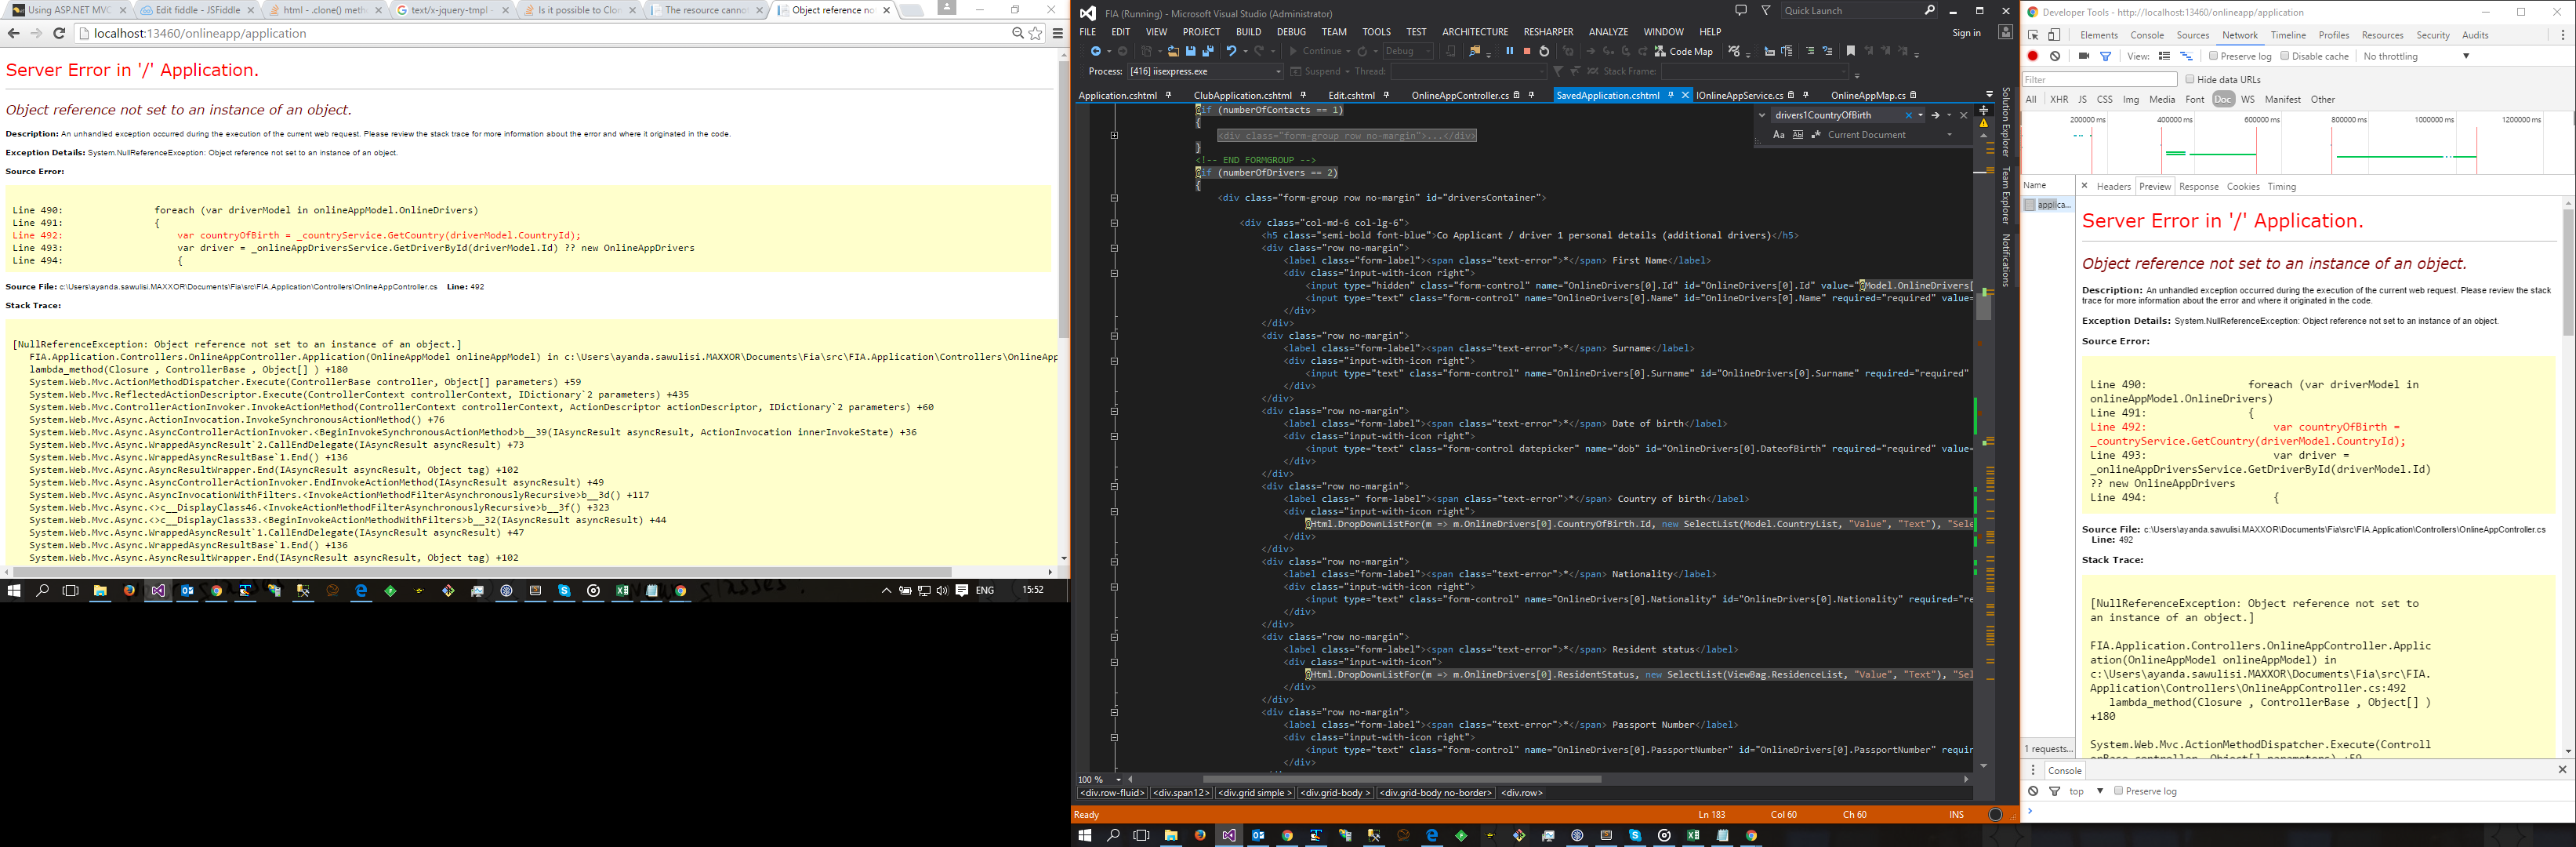 Using ASP.NET MVC
Edit fiddle - JSFiddle
html - .clone() meth
text/x-jquery-tmpl -
Is it possible to Clon
The resource cannot
Object reference not
localhost:13460/onlineapp/application
Server Error in '/' Application.
Object reference not set to an instance of an object.
Description: An unhandled exception occurred during the execution of the current web request. Please review the stack trace for more information about the error and where it originated in the code.
Exception Details: System.NullReferenceException: Object reference not set to an instance of an object.
Source Error:
Line 490: foreach (var driverModel in onlineAppModel.OnlineDrivers)
Line 491: {
Line 492: var countryOfBirth = _countryService.GetCountry(driverModel.CountryId);
Line 493: var driver = _onlineAppDriversService.GetDriverById(driverModel.Id) ?? new OnlineAppDrivers
Line 494: {
Source File: c:\Users\ayanda.sawulisi.MAXXOR\Documents\Fia\src\FIA.Application\Controllers\OnlineAppController.cs Line: 492
Stack Trace:
[NullReferenceException: Object reference not set to an instance of an object.]
FIA.Application.Controllers.OnlineAppController.Application(OnlineAppModel onlineAppModel) in c:\Users\ayanda.sawulisi.MAXXOR\Documents\Fia\src\FIA.Application\Controllers\OnlineApp
lambda_method(Closure , ControllerBase , Object[] ) +180
System.Web.Mvc.ActionMethodDispatcher.Execute(ControllerBase controller, Object[] parameters) +59
System.Web.Mvc.ReflectedActionDescriptor.Execute(ControllerContext controllerContext, IDictionary`2 parameters) +435
System.Web.Mvc.ControllerActionInvoker.InvokeActionMethod(ControllerContext controllerContext, ActionDescriptor actionDescriptor, IDictionary`2 parameters) +60
System.Web.Mvc.Async.ActionInvocation.InvokeSynchronousActionMethod() +76
System.Web.Mvc.Async.AsyncControllerActionInvoker.<BeginInvokeSynchronousActionMethod>b__39(IAsyncResult asyncResult, ActionInvocation innerInvokeState) +36
System.Web.Mvc.Async.WrappedAsyncResult`2.CallEndDelegate(IAsyncResult asyncResult) +73
System.Web.Mvc.Async.WrappedAsyncResultBase`1.End() +136
System.Web.Mvc.Async.AsyncResultWrapper.End(IAsyncResult asyncResult, Object tag) +102
System.Web.Mvc.Async.AsyncControllerActionInvoker.EndInvokeActionMethod(IAsyncResult asyncResult) +49
System.Web.Mvc.Async.AsyncInvocationWithFilters.<InvokeActionMethodFilterAsynchronouslyRecursive>b__3d() +117
System.Web.Mvc.Async.<>c__DisplayClass46.<InvokeActionMethodFilterAsynchronouslyRecursive>b__3f() +323
System.Web.Mvc.Async.<>c__DisplayClass33.<BeginInvokeActionMethodWithFilters>b__32(IAsyncResult asyncResult) +44
System.Web.Mvc.Async.WrappedAsyncResult`1.CallEndDelegate(IAsyncResult asyncResult) +47
System.Web.Mvc.Async.WrappedAsyncResultBase`1.End() +136
System.Web.Mvc.Async.AsyncResultWrapper.End(IAsyncResult asyncResult, Object tag) +102
ENG
15:52
FIA (Running) - Microsoft Visual Studio (Administrator)
Quick Launch
FILE EDIT VIEW PROJECT BUILD DEBUG TEAM TOOLS TEST ARCHITECTURE RESHARPER ANALYZE WINDOW HELP
Sign in
Continue Debug Code Map
Process: [416] iisexpress.exe Suspend Thread: Stack Frame:
Application.cshtml ClubApplication.cshtml Edit.cshtml OnlineAppController.cs SavedApplication.cshtml IOnlineAppService.cs OnlineAppMap.cs
drivers1CountryOfBirth
Aa Current Document
@if (numberOfContacts == 1)
{
<div class="form-group row no-margin">...</div>
}
<!-- END FORMGROUP -->
@if (numberOfDrivers == 2)
{
<div class="form-group row no-margin" id="driversContainer">
<div class="col-md-6 col-lg-6">
<h5 class="semi-bold font-blue">Co Applicant / driver 1 personal details (additional drivers)</h5>
<div class="row no-margin">
<label class="form-label"><span class="text-error">*</span> First Name</label>
<div class="input-with-icon right">
<input type="hidden" class="form-control" name="OnlineDrivers[0].Id" id="OnlineDrivers[0].Id" value="@Model.OnlineDrivers[
<input type="text" class="form-control" name="OnlineDrivers[0].Name" id="OnlineDrivers[0].Name" required="required" value=
</div>
</div>
<div class="row no-margin">
<label class="form-label"><span class="text-error">*</span> Surname</label>
<div class="input-with-icon right">
<input type="text" class="form-control" name="OnlineDrivers[0].Surname" id="OnlineDrivers[0].Surname" required="required"
</div>
</div>
<div class="row no-margin">
<label class="form-label"><span class="text-error">*</span> Date of birth</label>
<div class="input-with-icon right">
<input type="text" class="form-control datepicker" name="dob" id="OnlineDrivers[0].DateofBirth" required="required" value=
</div>
</div>
<div class="row no-margin">
<label class=" form-label"><span class="text-error">*</span> Country of birth</label>
<div class="input-with-icon right">
@Html.DropDownListFor(m => m.OnlineDrivers[0].CountryOfBirth.Id, new SelectList(Model.CountryList, "Value", "Text"), "Sele
</div>
</div>
<div class="row no-margin">
<label class="form-label"><span class="text-error">*</span> Nationality</label>
<div class="input-with-icon right">
<input type="text" class="form-control" name="OnlineDrivers[0].Nationality" id="OnlineDrivers[0].Nationality" required="re
</div>
</div>
<div class="row no-margin">
<label class="form-label"><span class="text-error">*</span> Resident status</label>
<div class="input-with-icon">
@Html.DropDownListFor(m => m.OnlineDrivers[0].ResidentStatus, new SelectList(ViewBag.ResidenceList, "Value", "Text"), "Sel
</div>
</div>
<div class="row no-margin">
<label class="form-label"><span class="text-error">*</span> Passport Number</label>
<div class="input-with-icon right">
<input type="text" class="form-control" name="OnlineDrivers[0].PassportNumber" id="OnlineDrivers[0].PassportNumber" requir
</div>
100 %
<div.row-fluid> <div.span12> <div.grid simple > <div.grid-body > <div.grid-body no-border> <div.row>
Ready Ln 183 Col 60 Ch 60 INS
Solution Explorer
Team Explorer
Notifications
Developer Tools - http://localhost:13460/onlineapp/application
Elements Console Sources Network Timeline Profiles Resources Security Audits
View: Preserve log Disable cache No throttling
Filter Hide data URLs
All XHR JS CSS Img Media Font Doc WS Manifest Other
200000 ms 400000 ms 600000 ms 800000 ms 1000000 ms 1200000 ms
Name Headers Preview Response Cookies Timing
applica...
Server Error in '/' Application.
Object reference not set to an instance of an object.
Description: An unhandled exception occurred during the execution of the current web request. Please review the stack
trace for more information about the error and where it originated in the code.
Exception Details: System.NullReferenceException: Object reference not set to an instance of an object.
Source Error:
Line 490: foreach (var driverModel in
onlineAppModel.OnlineDrivers)
Line 491: {
Line 492: var countryOfBirth =
_countryService.GetCountry(driverModel.CountryId);
Line 493: var driver =
_onlineAppDriversService.GetDriverById(driverModel.Id)
?? new OnlineAppDrivers
Line 494: {
Source File: c:\Users\ayanda.sawulisi.MAXXOR\Documents\Fia\src\FIA.Application\Controllers\OnlineAppController.cs
Line: 492
Stack Trace:
[NullReferenceException: Object reference not set to
an instance of an object.]
FIA.Application.Controllers.OnlineAppController.Applic
ation(OnlineAppModel onlineAppModel) in
c:\Users\ayanda.sawulisi.MAXXOR\Documents\Fia\src\FIA.
Application\Controllers\OnlineAppController.cs:492
lambda_method(Closure , ControllerBase , Object[] )
+180
System.Web.Mvc.ActionMethodDispatcher.Execute(Controll
1 requests...
Console
top Preserve log